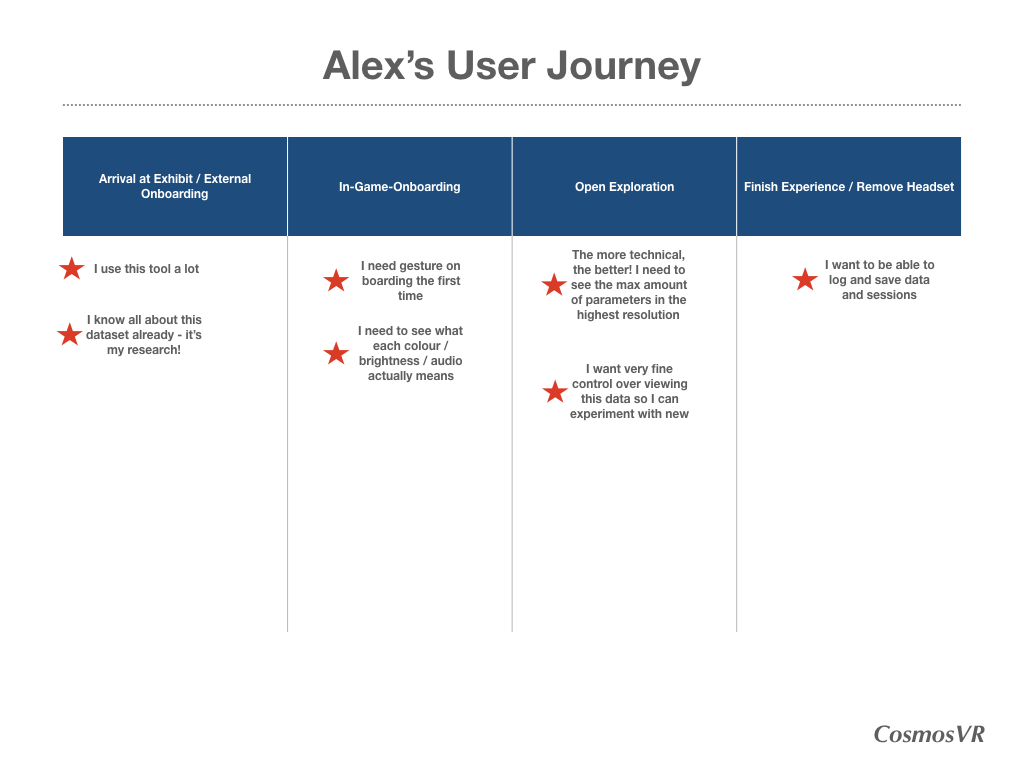 Alex’s User Journey
Arrival at Exhibit / External
Onboarding
In-Game-Onboarding
Open Exploration
Finish Experience / Remove Headset
I use this tool a lot
I know all about this
dataset already - it’s
my research!
I need gesture on
boarding the first
time
I need to see what
each colour /
brightness / audio
actually means
The more technical,
the better! I need to
see the max amount
of parameters in the
highest resolution
I want very fine
control over viewing
this data so I can
experiment with new
I want to be able to
log and save data
and sessions
CosmosVR